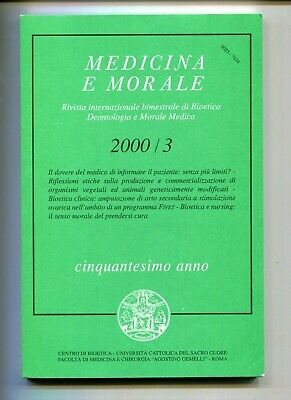 0025-7834
MEDICINA
E MORALE
Rivista internazionale bimestrale di Bioetica
Deontologia e Morale Medica
2000 / 3
Il dovere del medico di informare il paziente: senza più limiti? -
Riflessioni etiche sulla produzione e commercializzazione di
organismi vegetali ed animali geneticamente modificati -
Bioetica clinica: amputazione di arto secondaria a stimolazione
ovarica nell'ambito di un programma FIVET - Bioetica e nursing:
il senso morale del prendersi cura
cinquantesimo anno
CENTRO DI BIOETICA - UNIVERSITÀ CATTOLICA DEL SACRO CUORE
FACOLTÀ DI MEDICINA E CHIRURGIA "AGOSTINO GEMELLI" - ROMA